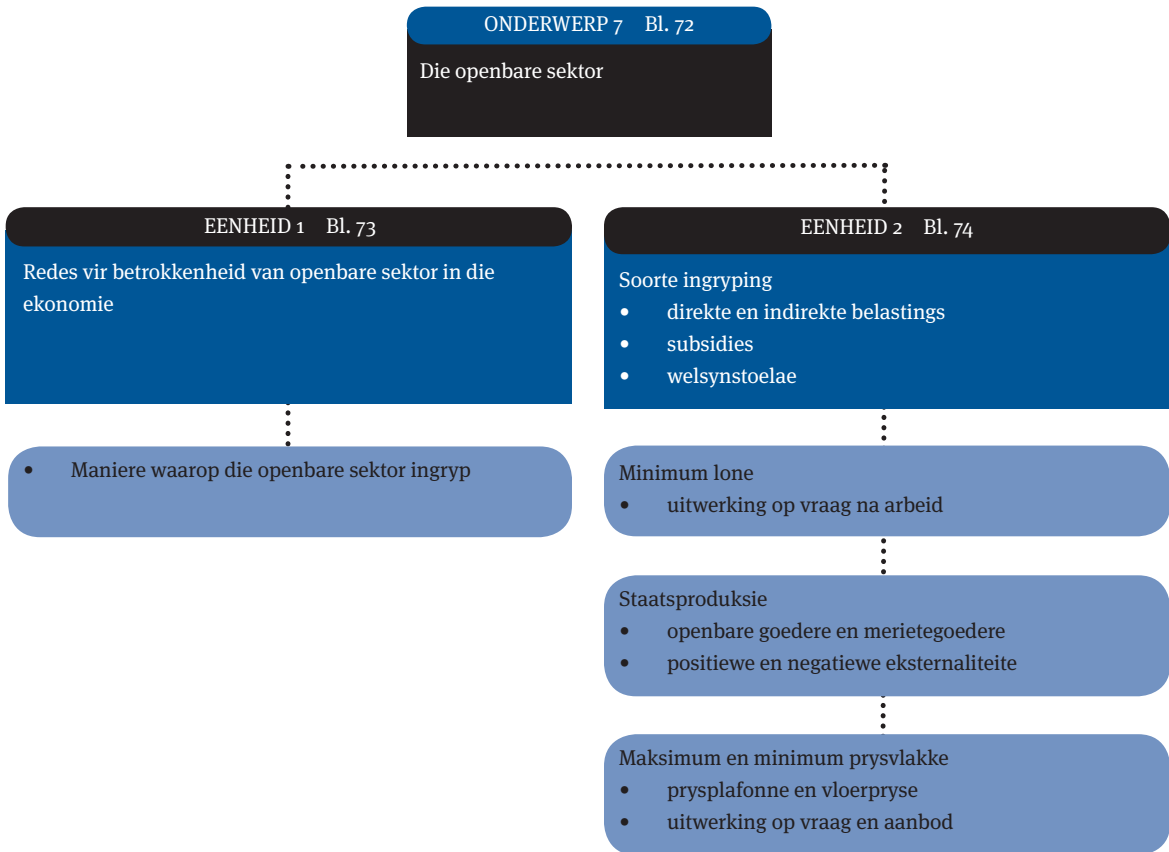 ONDERWERP 7 Bl. 72
Die openbare sektor
EENHEID 1 Bl. 73
Redes vir betrokkenheid van openbare sektor in die
ekonomie
• Maniere waarop die openbare sektor ingryp
EENHEID 2 Bl. 74
Soorte ingryping
• direkte en indirekte belastings
• subsidies
• welsynstoelae
Minimum lone
• uitwerking op vraag na arbeid
Staatsproduksie
• openbare goedere en merietegoedere
• positiewe en negatiewe eksternaliteite
Maksimum en minimum prysvlakke
• prysplafonne en vloerpryse
• uitwerking op vraag en aanbod